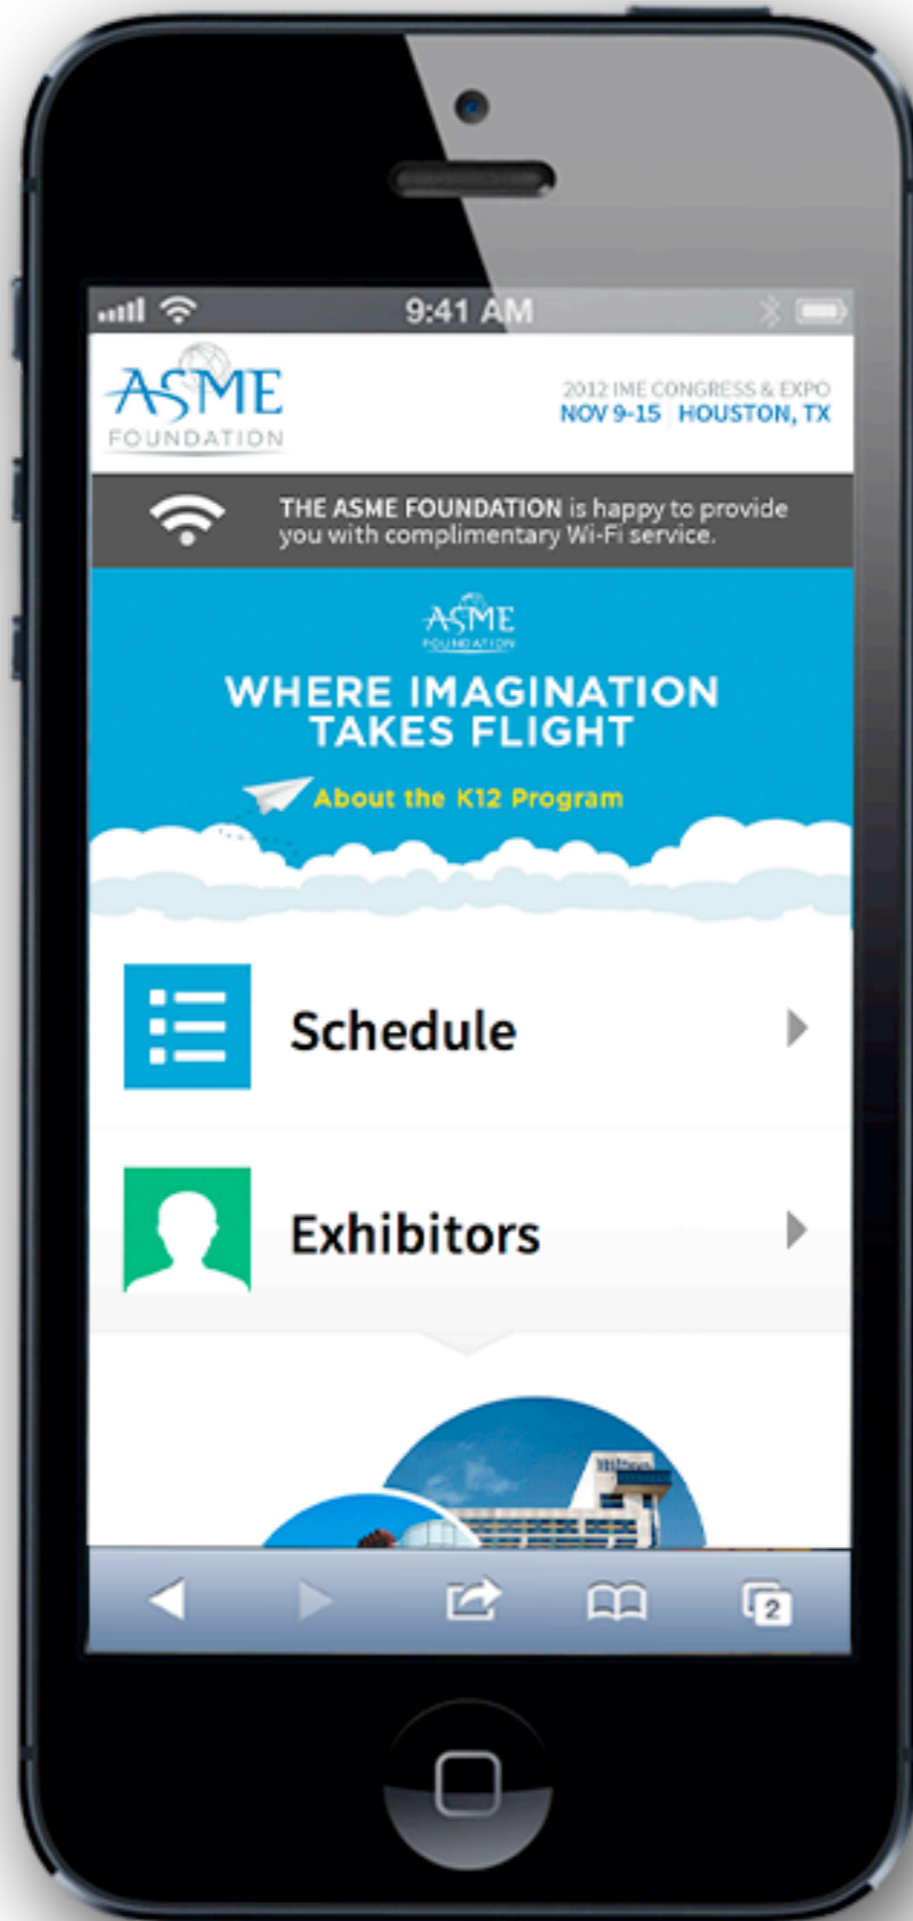 9:41 AM
ASME
FOUNDATION
2012 IME CONGRESS & EXPO
NOV 9-15 HOUSTON, TX
THE ASME FOUNDATION is happy to provide
you with complimentary Wi-Fi service.
ASME
FOUNDATION
WHERE IMAGINATION
TAKES FLIGHT
About the K12 Program
Schedule
Exhibitors
Hilton
2